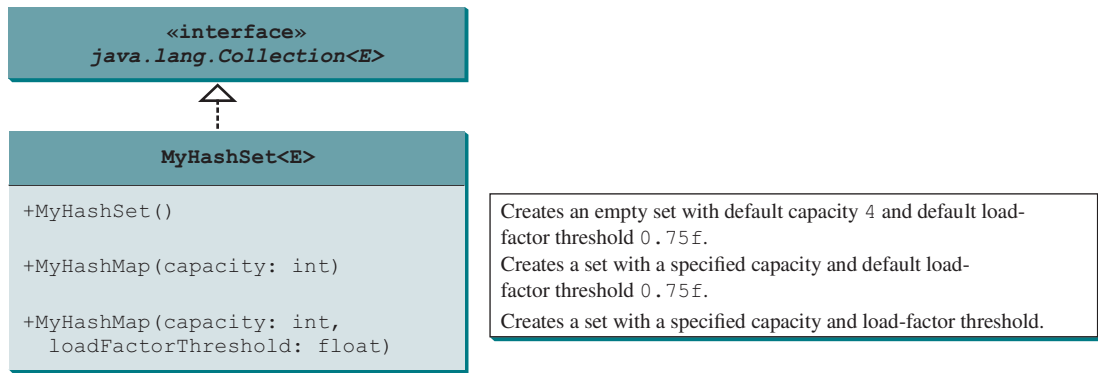 «interface»
java.lang.Collection<E>
MyHashSet<E>
+MyHashSet()
Creates an empty set with default capacity 4 and default load-
factor threshold 0.75f.
+MyHashMap(capacity: int)
Creates a set with a specified capacity and default load-
factor threshold 0.75f.
+MyHashMap(capacity: int,
loadFactorThreshold: float)
Creates a set with a specified capacity and load-factor threshold.